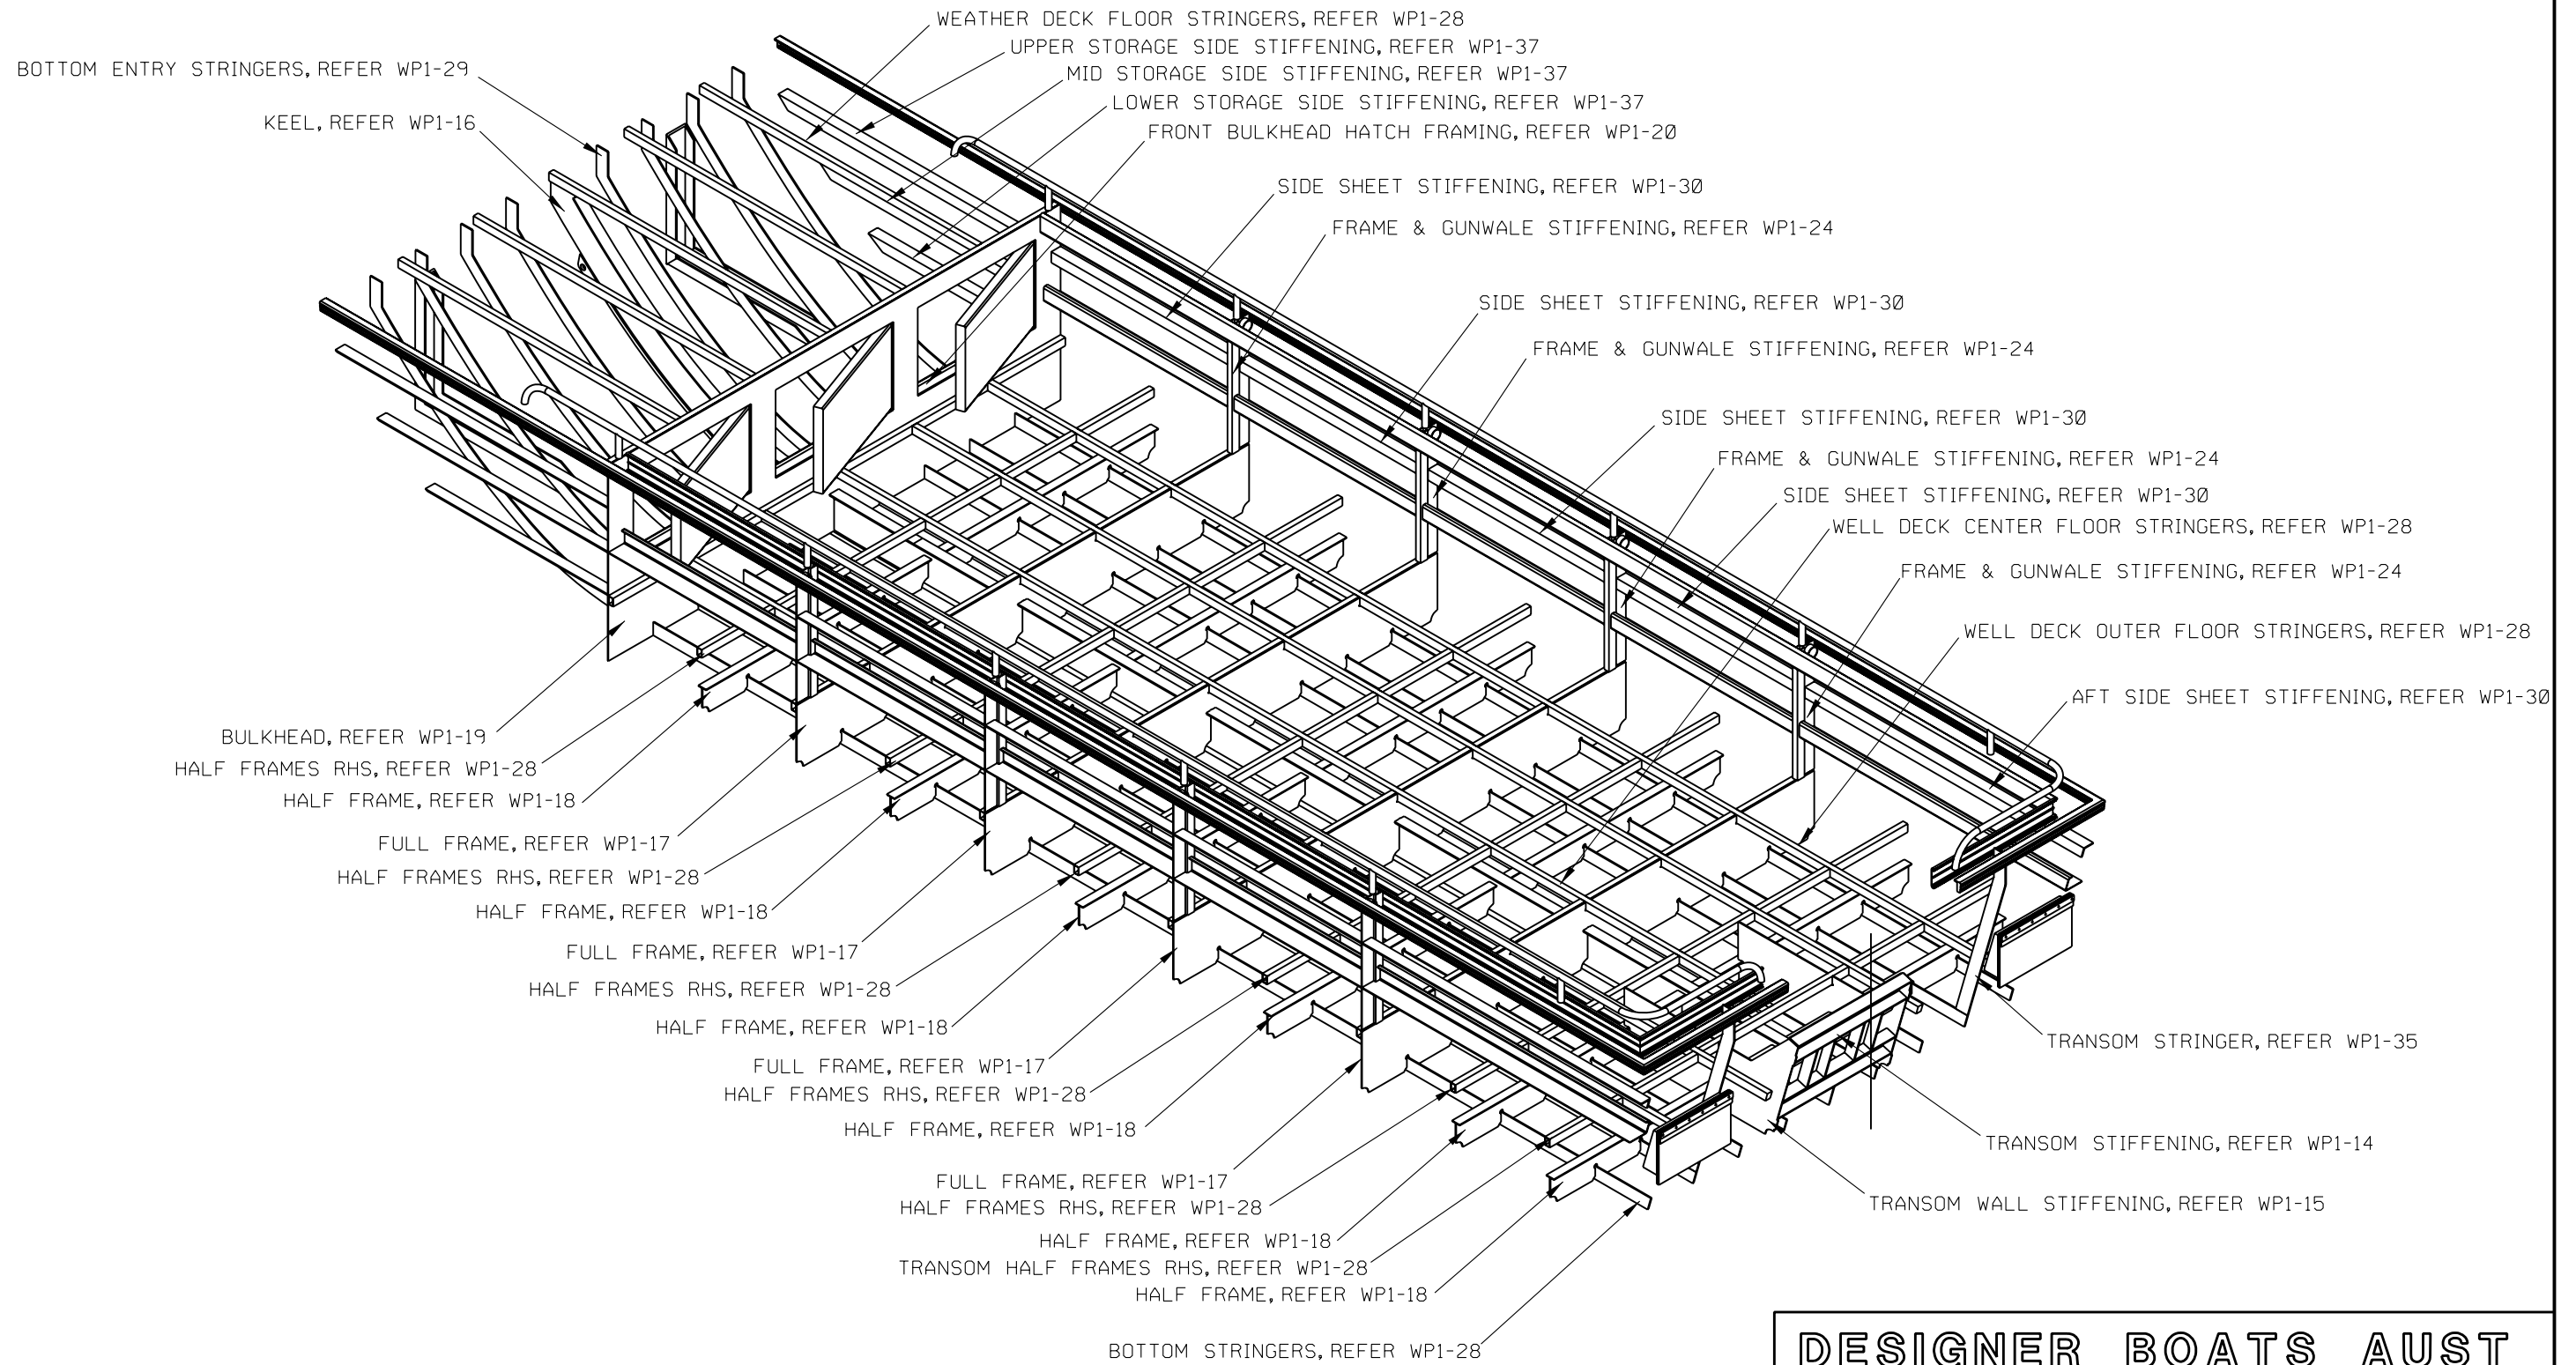 WEATHER DECK FLOOR STRINGERS, REFER WP1-28
UPPER STORAGE SIDE STIFFENING, REFER WP1-37
BOTTOM ENTRY STRINGERS, REFER WP1-29
MID STORAGE SIDE STIFFENING, REFER WP1-37
LOWER STORAGE SIDE STIFFENING, REFER WP1-37
KEEL, REFER WP1-16
FRONT BULKHEAD HATCH FRAMING, REFER WP1-20
SIDE SHEET STIFFENING, REFER WP1-30
FRAME & GUNWALE STIFFENING, REFER WP1-24
SIDE SHEET STIFFENING, REFER WP1-30
FRAME & GUNWALE STIFFENING, REFER WP1-24
SIDE SHEET STIFFENING, REFER WP1-30
FRAME & GUNWALE STIFFENING, REFER WP1-24
SIDE SHEET STIFFENING, REFER WP1-30
WELL DECK CENTER FLOOR STRINGERS, REFER WP1-28
FRAME & GUNWALE STIFFENING, REFER WP1-24
WELL DECK OUTER FLOOR STRINGERS, REFER WP1-28
AFT SIDE SHEET STIFFENING, REFER WP1-30
BULKHEAD, REFER WP1-19
HALF FRAMES RHS, REFER WP1-28
HALF FRAME, REFER WP1-18
FULL FRAME, REFER WP1-17
HALF FRAMES RHS, REFER WP1-28
HALF FRAME, REFER WP1-18
FULL FRAME, REFER WP1-17
HALF FRAMES RHS, REFER WP1-28
HALF FRAME, REFER WP1-18
TRANSOM STRINGER, REFER WP1-35
FULL FRAME, REFER WP1-17
HALF FRAMES RHS, REFER WP1-28
HALF FRAME, REFER WP1-18
TRANSOM STIFFENING, REFER WP1-14
FULL FRAME, REFER WP1-17
TRANSOM WALL STIFFENING, REFER WP1-15
HALF FRAMES RHS, REFER WP1-28
HALF FRAME, REFER WP1-18
TRANSOM HALF FRAMES RHS, REFER WP1-28
HALF FRAME, REFER WP1-18
BOTTOM STRINGERS, REFER WP1-28
DESIGNER BOATS AUST